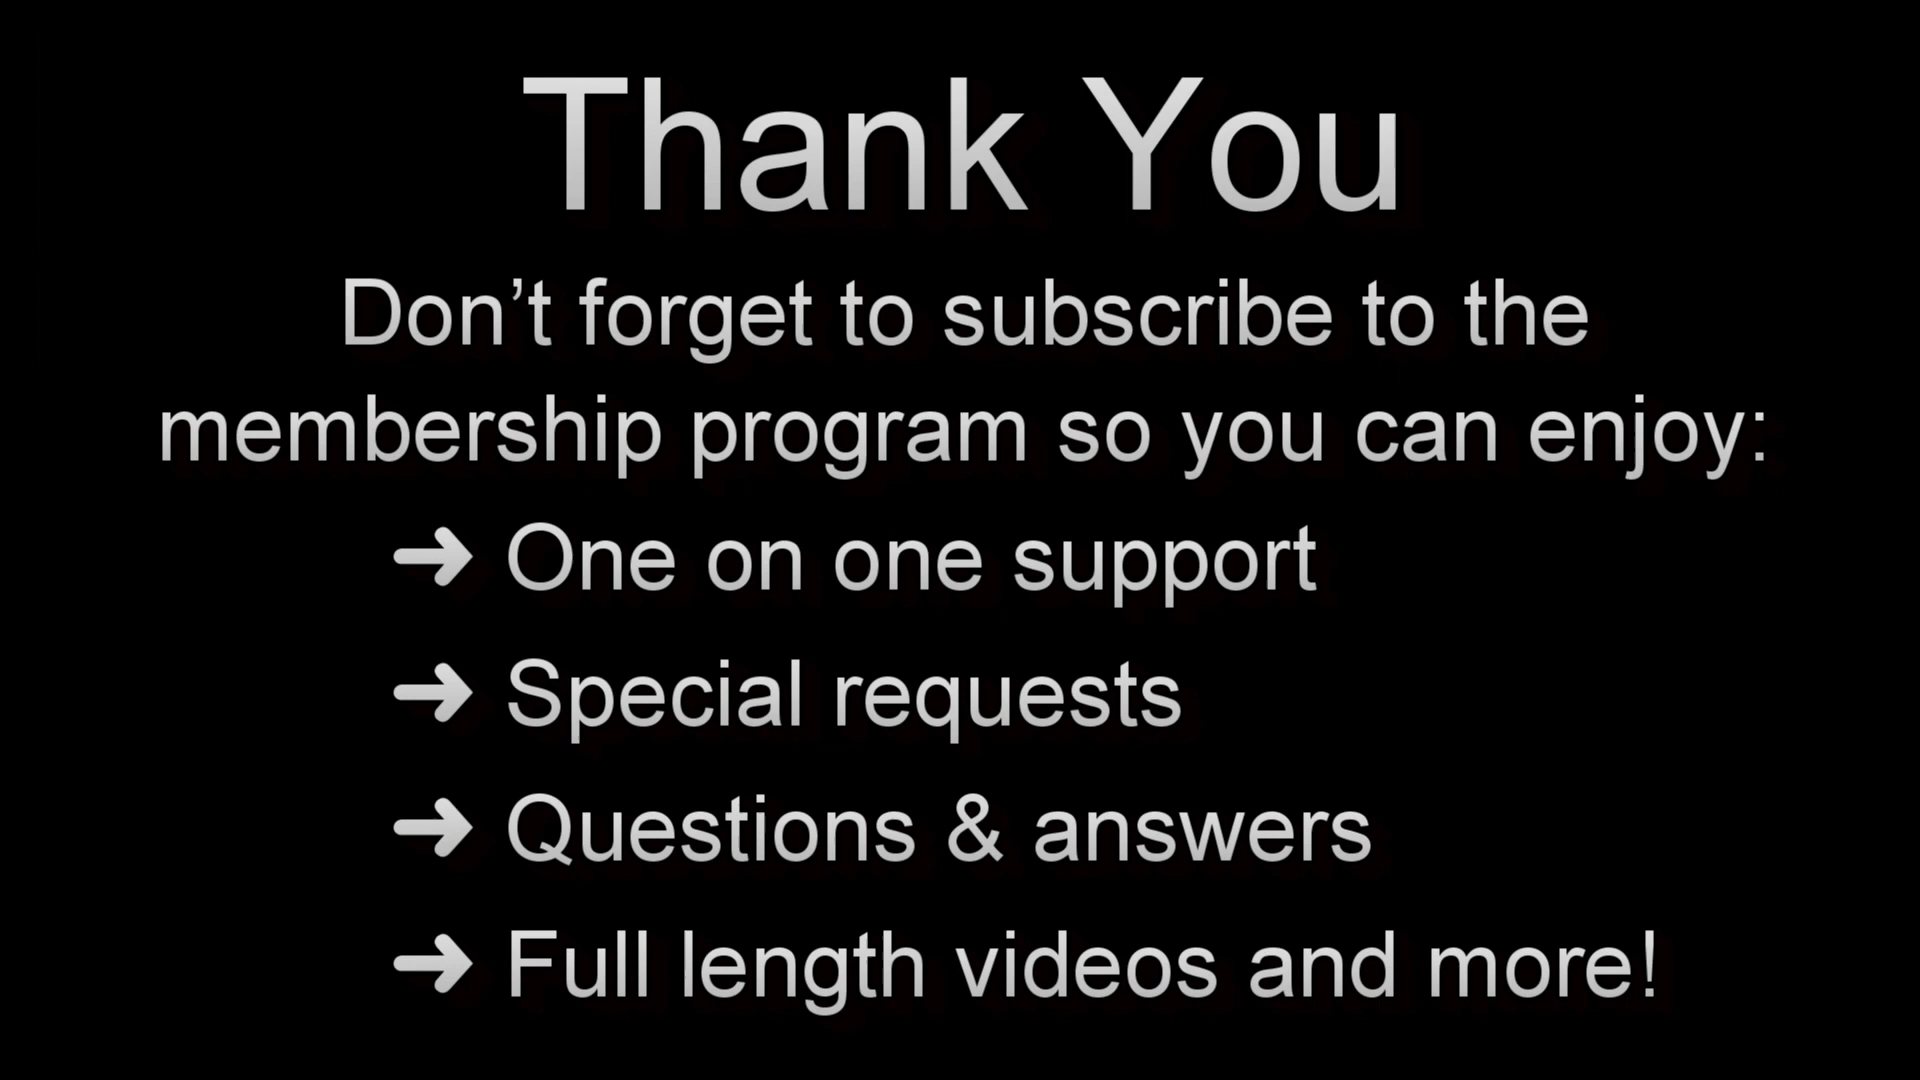 Thank You
Don’t forget to subscribe to the
membership program so you can enjoy:
➜ One on one support
➜ Special requests
➜ Questions & answers
➜ Full length videos and more!